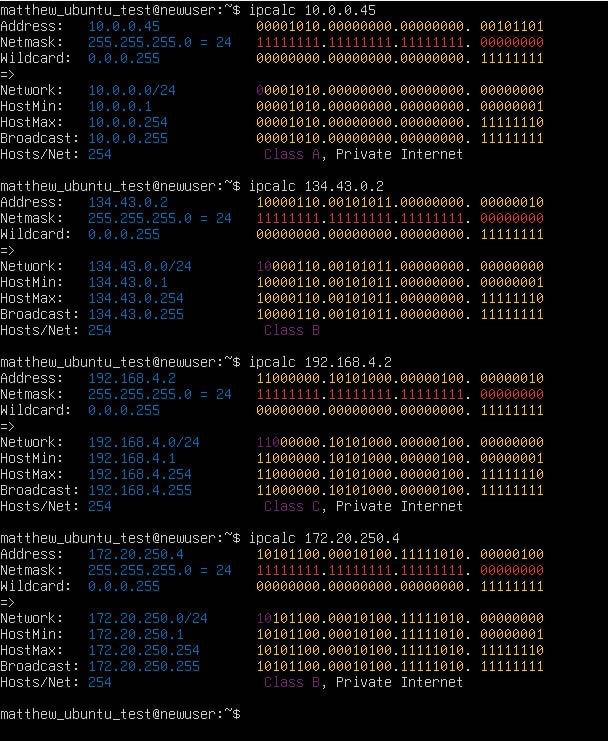 matthew_ubuntu_test@newuser:~$ ipcalc 10.0.0.45
Address:   10.0.0.45            00001010.00000000.00000000. 00101101
Netmask:   255.255.255.0 = 24   11111111.11111111.11111111. 00000000
Wildcard:  0.0.0.255            00000000.00000000.00000000. 11111111
=>
Network:   10.0.0.0/24          00001010.00000000.00000000. 00000000
HostMin:   10.0.0.1             00001010.00000000.00000000. 00000001
HostMax:   10.0.0.254           00001010.00000000.00000000. 11111110
Broadcast: 10.0.0.255           00001010.00000000.00000000. 11111111
Hosts/Net: 254                   Class A, Private Internet

matthew_ubuntu_test@newuser:~$ ipcalc 134.43.0.2
Address:   134.43.0.2           10000110.00101011.00000000. 00000010
Netmask:   255.255.255.0 = 24   11111111.11111111.11111111. 00000000
Wildcard:  0.0.0.255            00000000.00000000.00000000. 11111111
=>
Network:   134.43.0.0/24        10000110.00101011.00000000. 00000000
HostMin:   134.43.0.1           10000110.00101011.00000000. 00000001
HostMax:   134.43.0.254         10000110.00101011.00000000. 11111110
Broadcast: 134.43.0.255         10000110.00101011.00000000. 11111111
Hosts/Net: 254                   Class B

matthew_ubuntu_test@newuser:~$ ipcalc 192.168.4.2
Address:   192.168.4.2          11000000.10101000.00000100. 00000010
Netmask:   255.255.255.0 = 24   11111111.11111111.11111111. 00000000
Wildcard:  0.0.0.255            00000000.00000000.00000000. 11111111
=>
Network:   192.168.4.0/24       11000000.10101000.00000100. 00000000
HostMin:   192.168.4.1          11000000.10101000.00000100. 00000001
HostMax:   192.168.4.254        11000000.10101000.00000100. 11111110
Broadcast: 192.168.4.255        11000000.10101000.00000100. 11111111
Hosts/Net: 254                   Class C, Private Internet

matthew_ubuntu_test@newuser:~$ ipcalc 172.20.250.4
Address:   172.20.250.4         10101100.00010100.11111010. 00000100
Netmask:   255.255.255.0 = 24   11111111.11111111.11111111. 00000000
Wildcard:  0.0.0.255            00000000.00000000.00000000. 11111111
=>
Network:   172.20.250.0/24      10101100.00010100.11111010. 00000000
HostMin:   172.20.250.1         10101100.00010100.11111010. 00000001
HostMax:   172.20.250.254       10101100.00010100.11111010. 11111110
Broadcast: 172.20.250.255       10101100.00010100.11111010. 11111111
Hosts/Net: 254                   Class B, Private Internet

matthew_ubuntu_test@newuser:~$